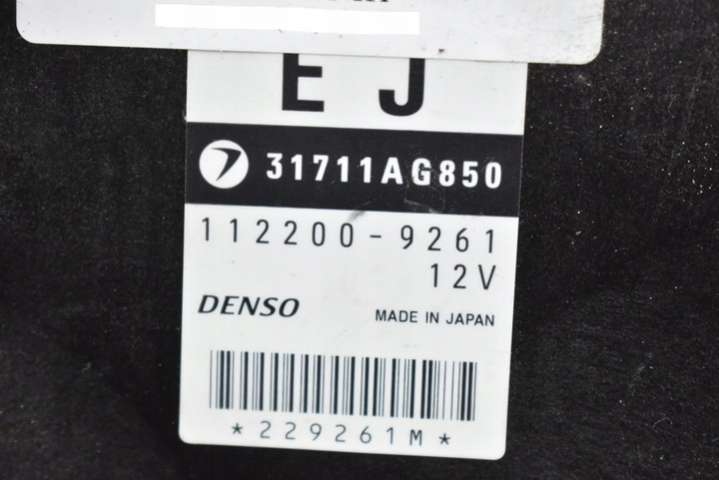 E J
31711AG850
112200-9261
12V
DENSO
MADE IN JAPAN
*229261M*